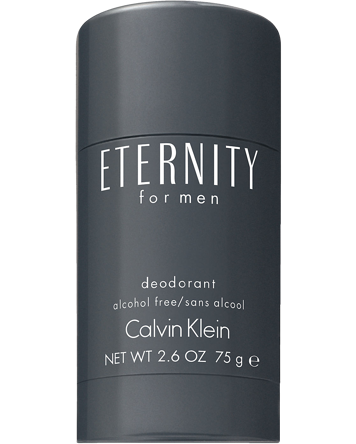 ETERNITY
for men
deodorant
alcohol free/sans alcool
Calvin Klein
NET WT 2.6 OZ 75 g ℮